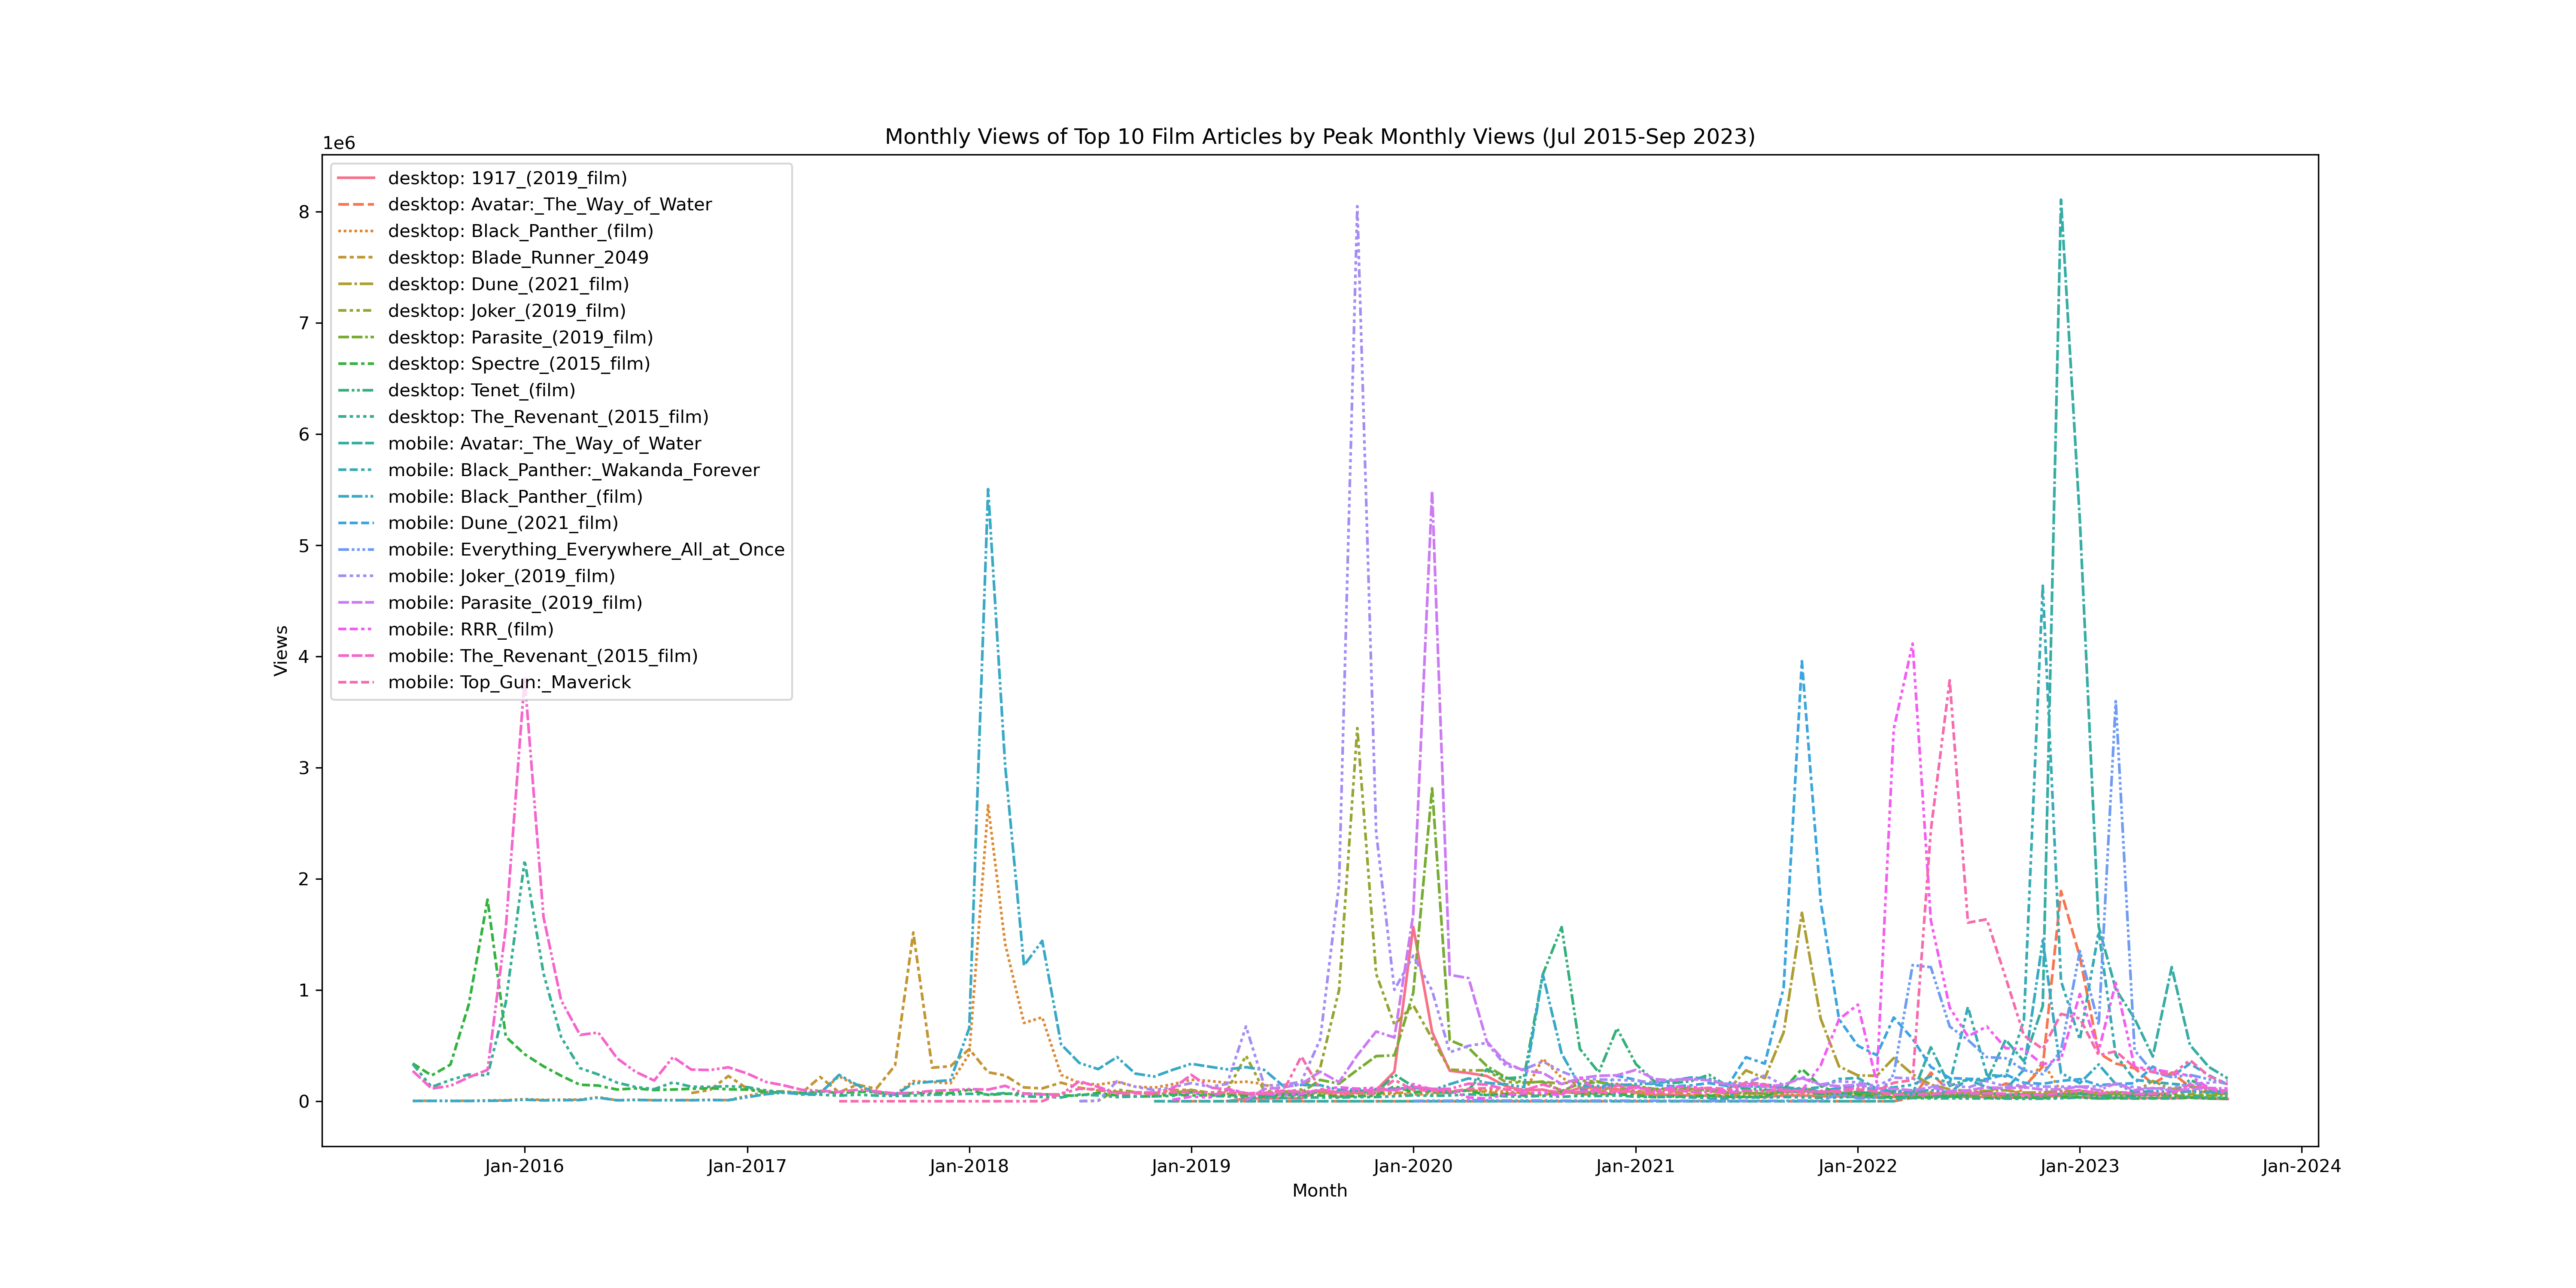 Monthly Views of Top 10 Film Articles by Peak Monthly Views (Jul 2015-Sep 2023)
1e6
desktop: 1917_(2019_film)
desktop: Avatar:_The_Way_of_Water
desktop: Black_Panther_(film)
desktop: Blade_Runner_2049
desktop: Dune_(2021_film)
desktop: Joker_(2019_film)
desktop: Parasite_(2019_film)
desktop: Spectre_(2015_film)
desktop: Tenet_(film)
desktop: The_Revenant_(2015_film)
mobile: Avatar:_The_Way_of_Water
mobile: Black_Panther:_Wakanda_Forever
mobile: Black_Panther_(film)
mobile: Dune_(2021_film)
mobile: Everything_Everywhere_All_at_Once
mobile: Joker_(2019_film)
mobile: Parasite_(2019_film)
mobile: RRR_(film)
mobile: The_Revenant_(2015_film)
mobile: Top_Gun:_Maverick
8
7
6
5
4
3
2
1
0
Views
Jan-2016 Jan-2017 Jan-2018 Jan-2019 Jan-2020 Jan-2021 Jan-2022 Jan-2023 Jan-2024
Month